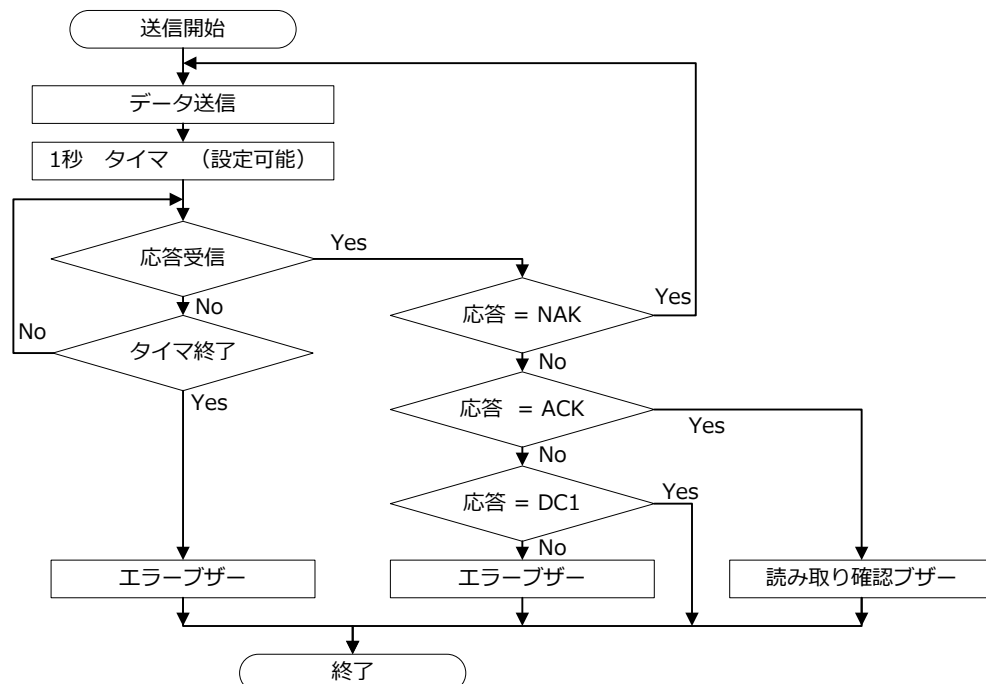 送信開始
データ送信
1秒　タイマ　（設定可能）
応答受信
Yes
No
タイマ終了
No
Yes
応答 = NAK
Yes
No
応答 = ACK
Yes
No
応答 = DC1
Yes
No
エラーブザー
エラーブザー
読み取り確認ブザー
終了